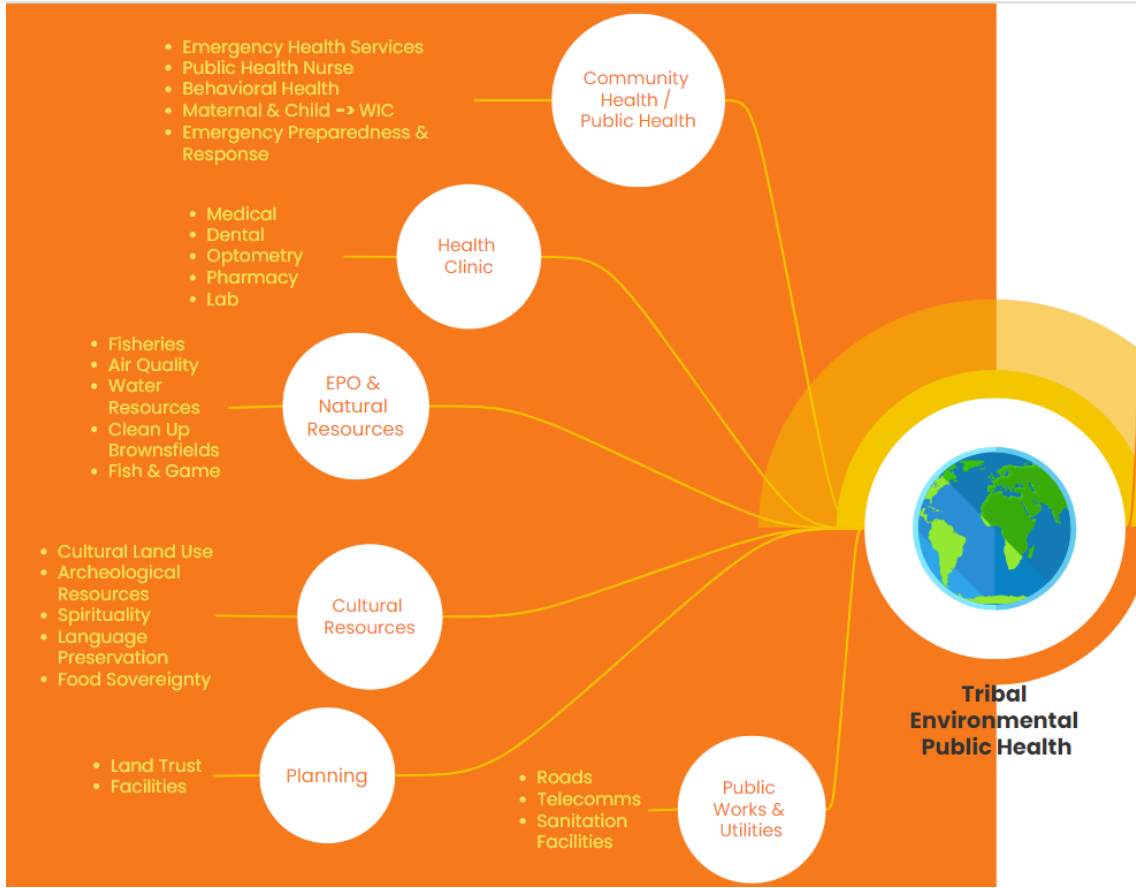 • Emergency Health Services
• Public Health Nurse
• Behavioral Health
• Maternal & Child -> WIC
• Emergency Preparedness &
Response
Community
Health /
Public Health
• Medical
• Dental
• Optometry
• Pharmacy
• Lab
Health
Clinic
• Fisheries
• Air Quality
• Water
Resources
• Clean Up
Brownsfields
• Fish & Game
EPO &
Natural
Resources
• Cultural Land Use
• Archeological
Resources
• Spirituality
• Language
Preservation
• Food Sovereignty
Cultural
Resources
• Land Trust
• Facilities
Planning
• Roads
• Telecomms
• Sanitation
Facilities
Public
Works &
Utilities
Tribal
Environmental
Public Health